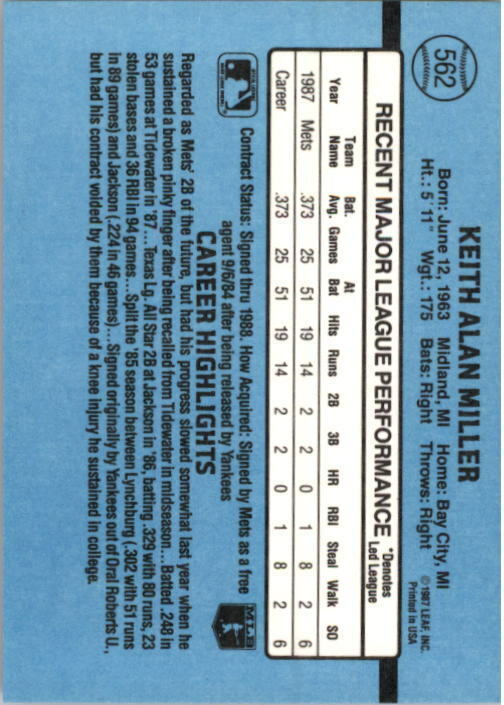 562
KEITH ALAN MILLER
Born: June 12, 1963 Midland, MI Home: Bay City, MI
Ht.: 5' 11" Wgt.: 175 Bats: Right Throws: Right
© 1987 LEAF, INC.
Printed in USA
RECENT MAJOR LEAGUE PERFORMANCE
*Denotes
Led League
Year Team Name Bat. Avg. Games At Bat Hits Runs 2B 3B HR RBI Steal Walk SO
1987 Mets .373 25 51 19 14 2 2 0 1 8 2 6
Career .373 25 51 19 14 2 2 0 1 8 2 6
Contract Status: Signed thru 1988. How Acquired: Signed by Mets as a free
agent 9/6/84 after being released by Yankees
MLB
CAREER HIGHLIGHTS
Regarded as Mets' 2B of the future, but had his progress slowed somewhat last year when he
sustained a broken pinky finger after being recalled from Tidewater in midseason... Batted .248 in
53 games at Tidewater in '87... Texas Lg. All Star 2B at Jackson in '86, batting .329 with 80 runs, 23
stolen bases and 36 RBI in 94 games... Split the '85 season between Lynchburg (.302 with 51 runs
in 89 games) and Jackson (.224 in 46 games)... Signed originally by Yankees out of Oral Roberts U.,
but had his contract voided by them because of a knee injury he sustained in college.